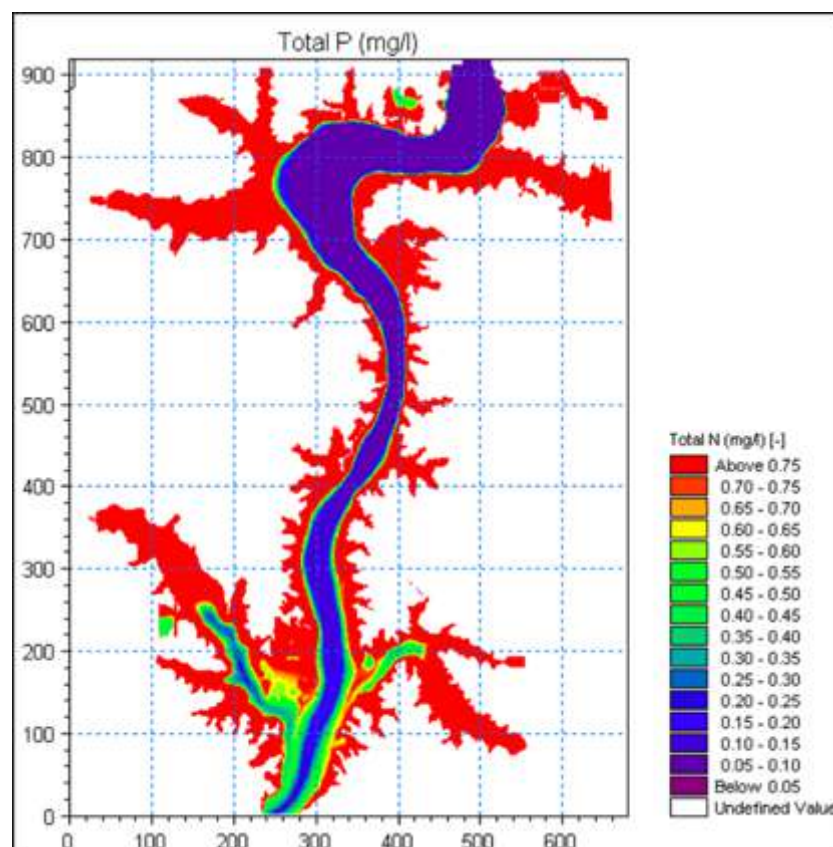 Total P (mg/l)
900
800
700
600
500
400
300
200
100
0
0 100 200 300 400 500 600
Total N (mg/l) [-]
Above 0.75
0.70 - 0.75
0.65 - 0.70
0.60 - 0.65
0.55 - 0.60
0.50 - 0.55
0.45 - 0.50
0.40 - 0.45
0.35 - 0.40
0.30 - 0.35
0.25 - 0.30
0.20 - 0.25
0.15 - 0.20
0.10 - 0.15
0.05 - 0.10
Below 0.05
Undefined Value